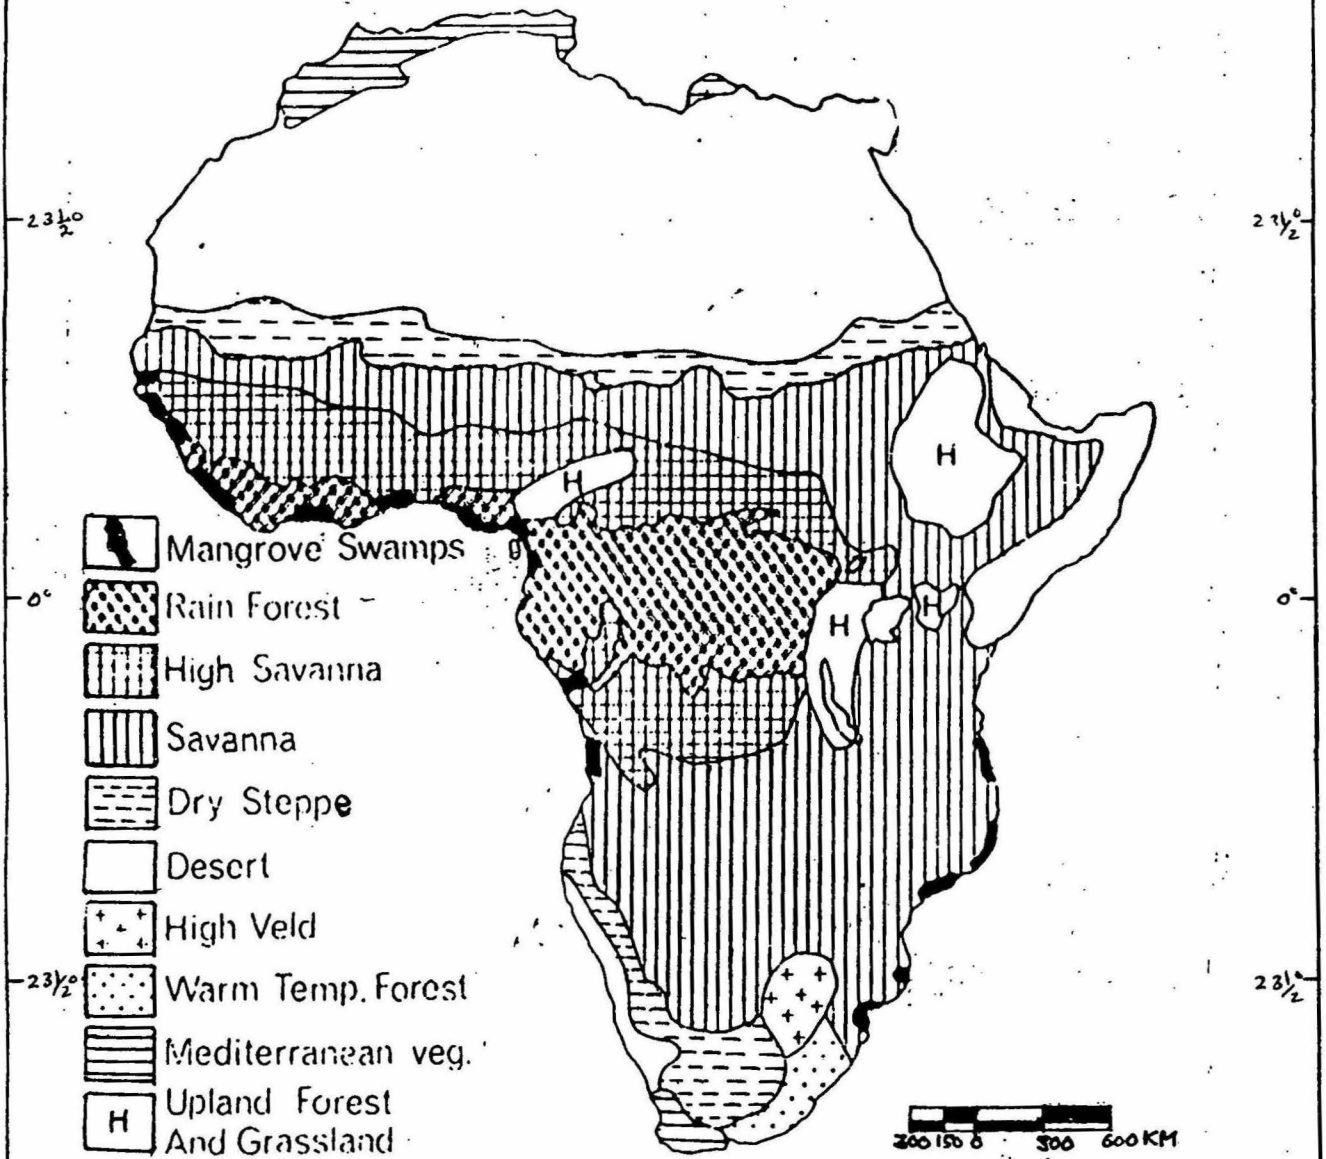 23½°
23½°
H
H
H
H
Mangrove Swamps
g
0°
Rain Forest
0°
High Savanna
Savanna
Dry Steppe
Desert
High Veld
23½°
23½°
Warm Temp. Forest
Mediterranean veg.
H
Upland Forest
And Grassland
300 150 0 300 600 KM